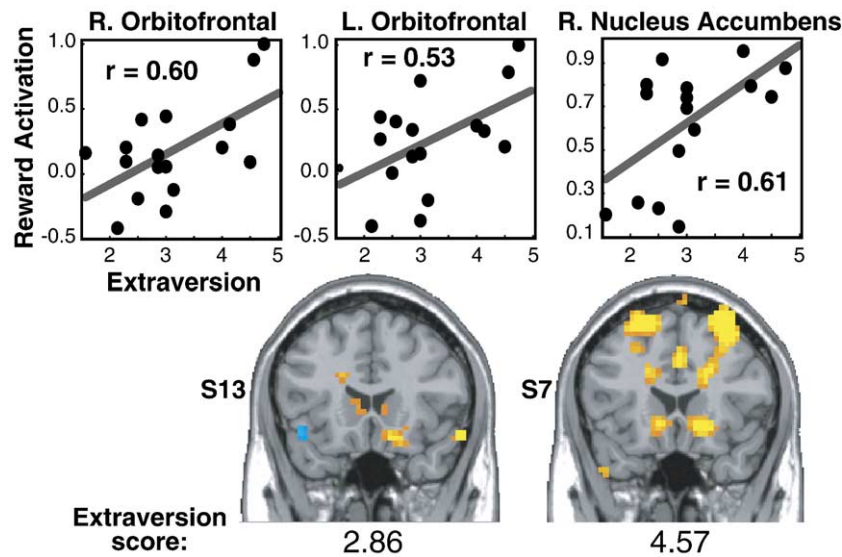 R. Orbitofrontal L. Orbitofrontal R. Nucleus Accumbens
Reward Activation
1.0
0.5
0.0
-0.5
r = 0.60
2 3 4 5
Extraversion
1.0
0.5
0.0
-0.5
r = 0.53
2 3 4 5
0.9
0.7
0.5
0.3
0.1
r = 0.61
2 3 4 5
S13
S7
Extraversion
score:
2.86
4.57